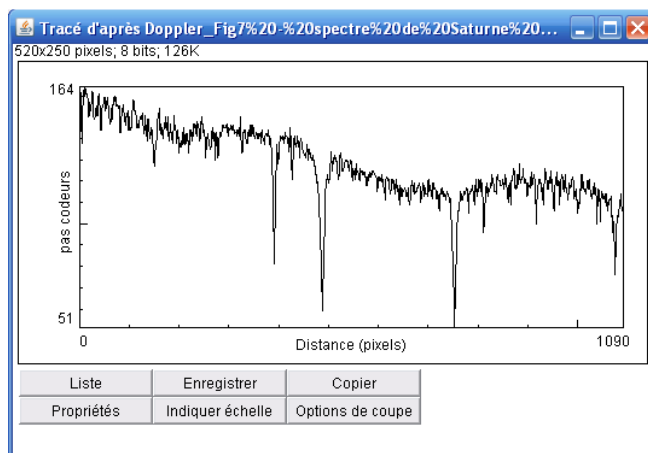 Tracé d'après Doppler_Fig7%20-%20spectre%20de%20Saturne%20...
520x250 pixels; 8 bits; 126K
164
pas codeurs
51
0
Distance (pixels)
1090
Liste Enregistrer Copier
Propriétés Indiquer échelle Options de coupe